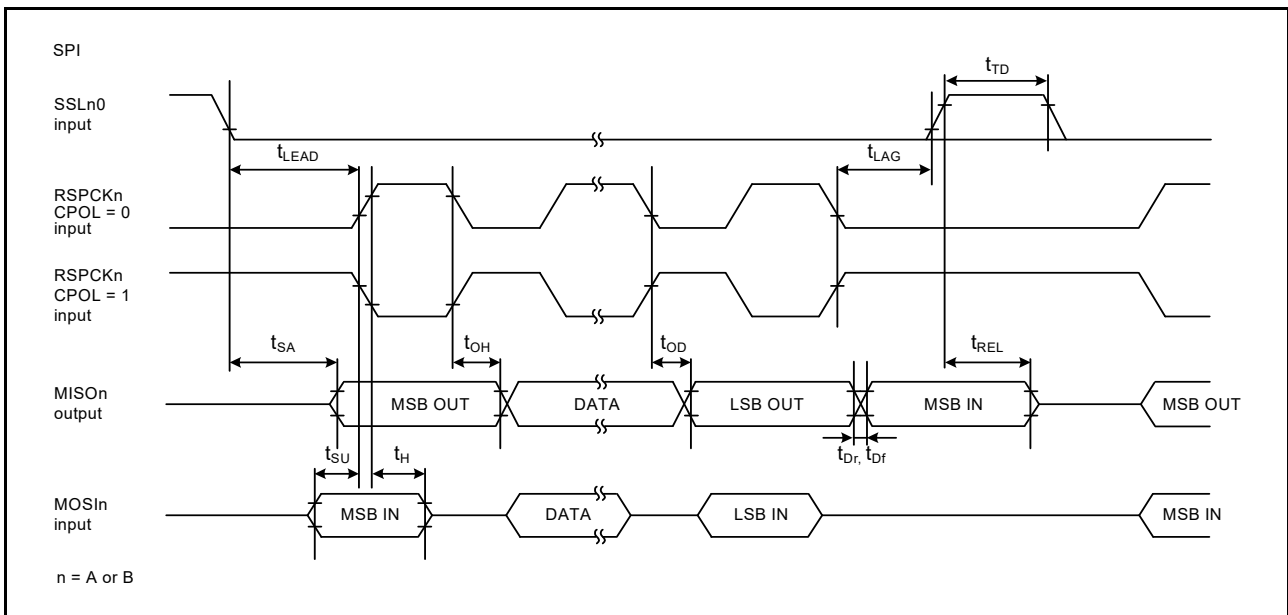 SPI
SSLn0
input
tTD
tLEAD
tLAG
RSPCKn
CPOL = 0
input
RSPCKn
CPOL = 1
input
tSA
tOH
tOD
tREL
MISOn
output
MSB OUT
DATA
LSB OUT
MSB IN
MSB OUT
tSU
tH
tDr, tDf
MOSIn
input
MSB IN
DATA
LSB IN
MSB IN
n = A or B